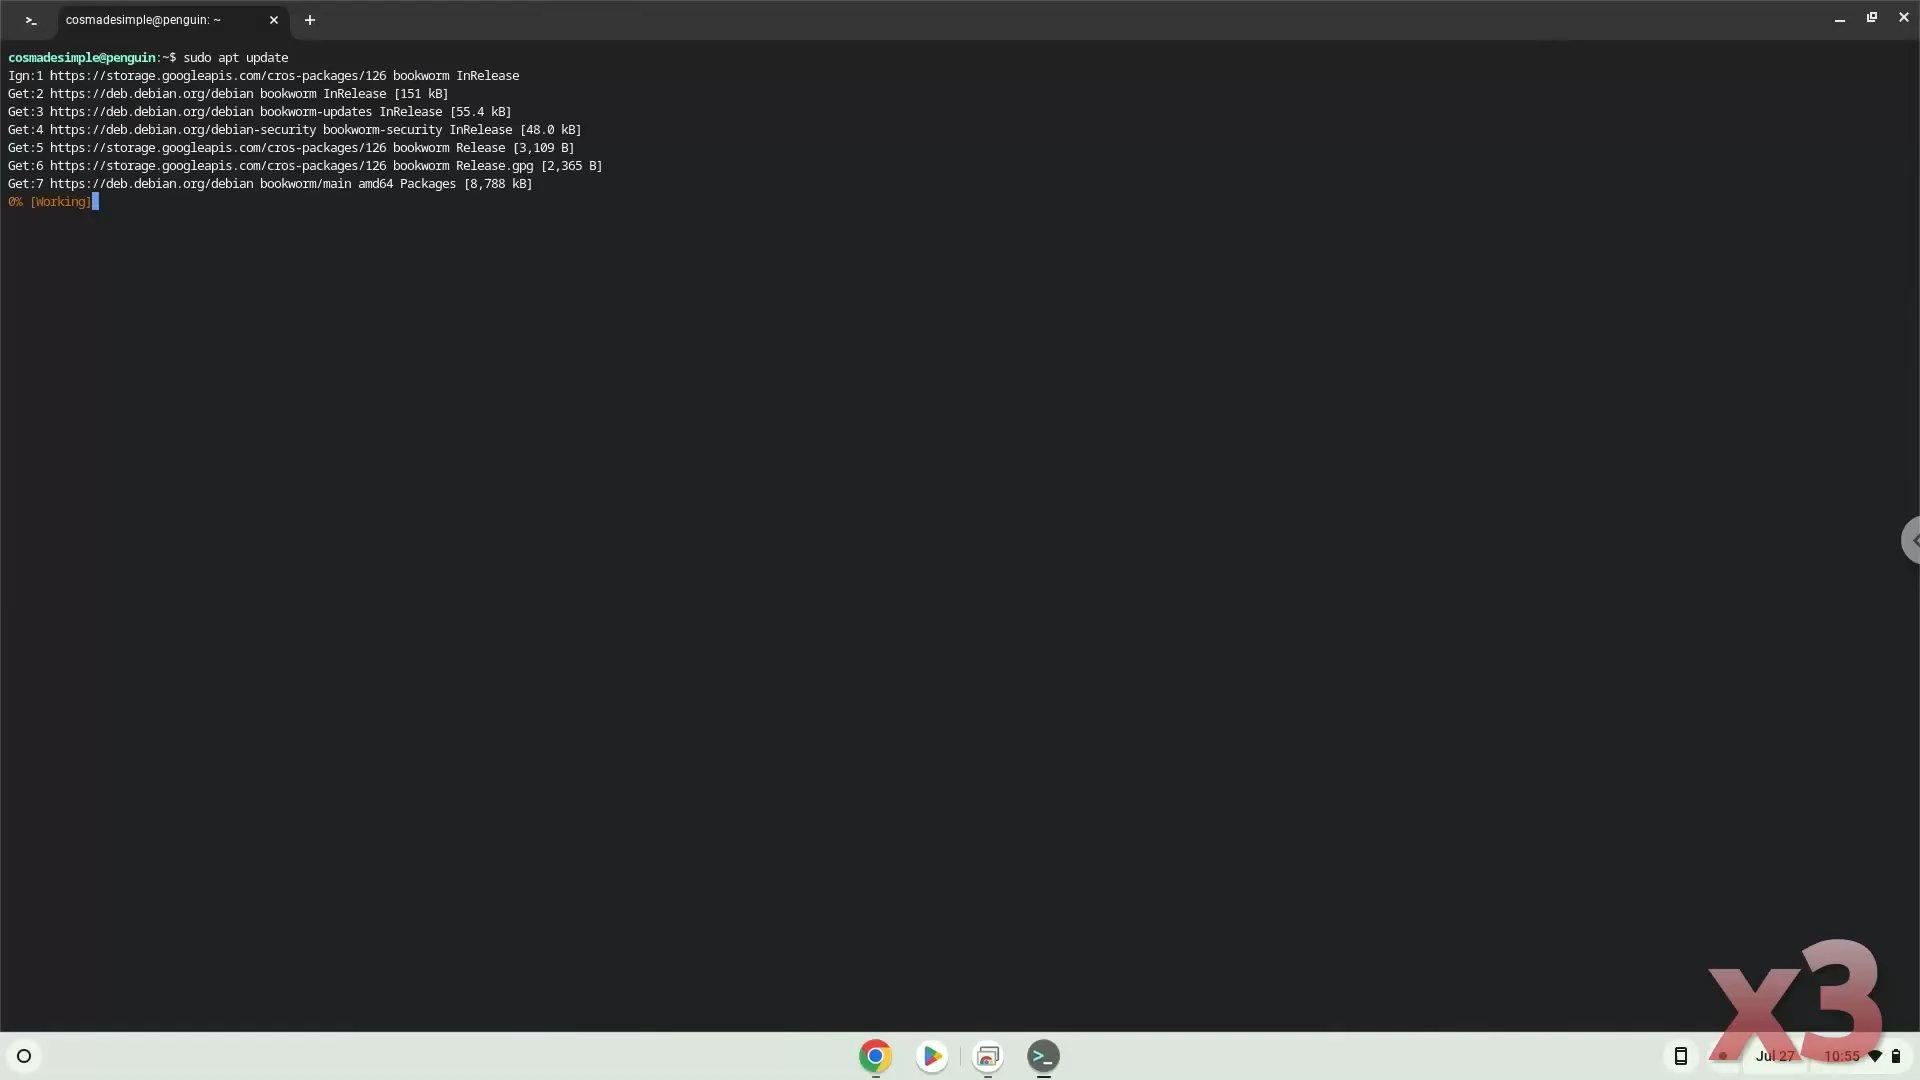 cosmadesimple@penguin: ~
cosmadesimple@penguin:~$ sudo apt update
Ign:1 https://storage.googleapis.com/cros-packages/126 bookworm InRelease
Get:2 https://deb.debian.org/debian bookworm InRelease [151 kB]
Get:3 https://deb.debian.org/debian bookworm-updates InRelease [55.4 kB]
Get:4 https://deb.debian.org/debian-security bookworm-security InRelease [48.0 kB]
Get:5 https://storage.googleapis.com/cros-packages/126 bookworm Release [3,109 B]
Get:6 https://storage.googleapis.com/cros-packages/126 bookworm Release.gpg [2,365 B]
Get:7 https://deb.debian.org/debian bookworm/main amd64 Packages [8,788 kB]
0% [Working]
x3
Jul 27 10:55